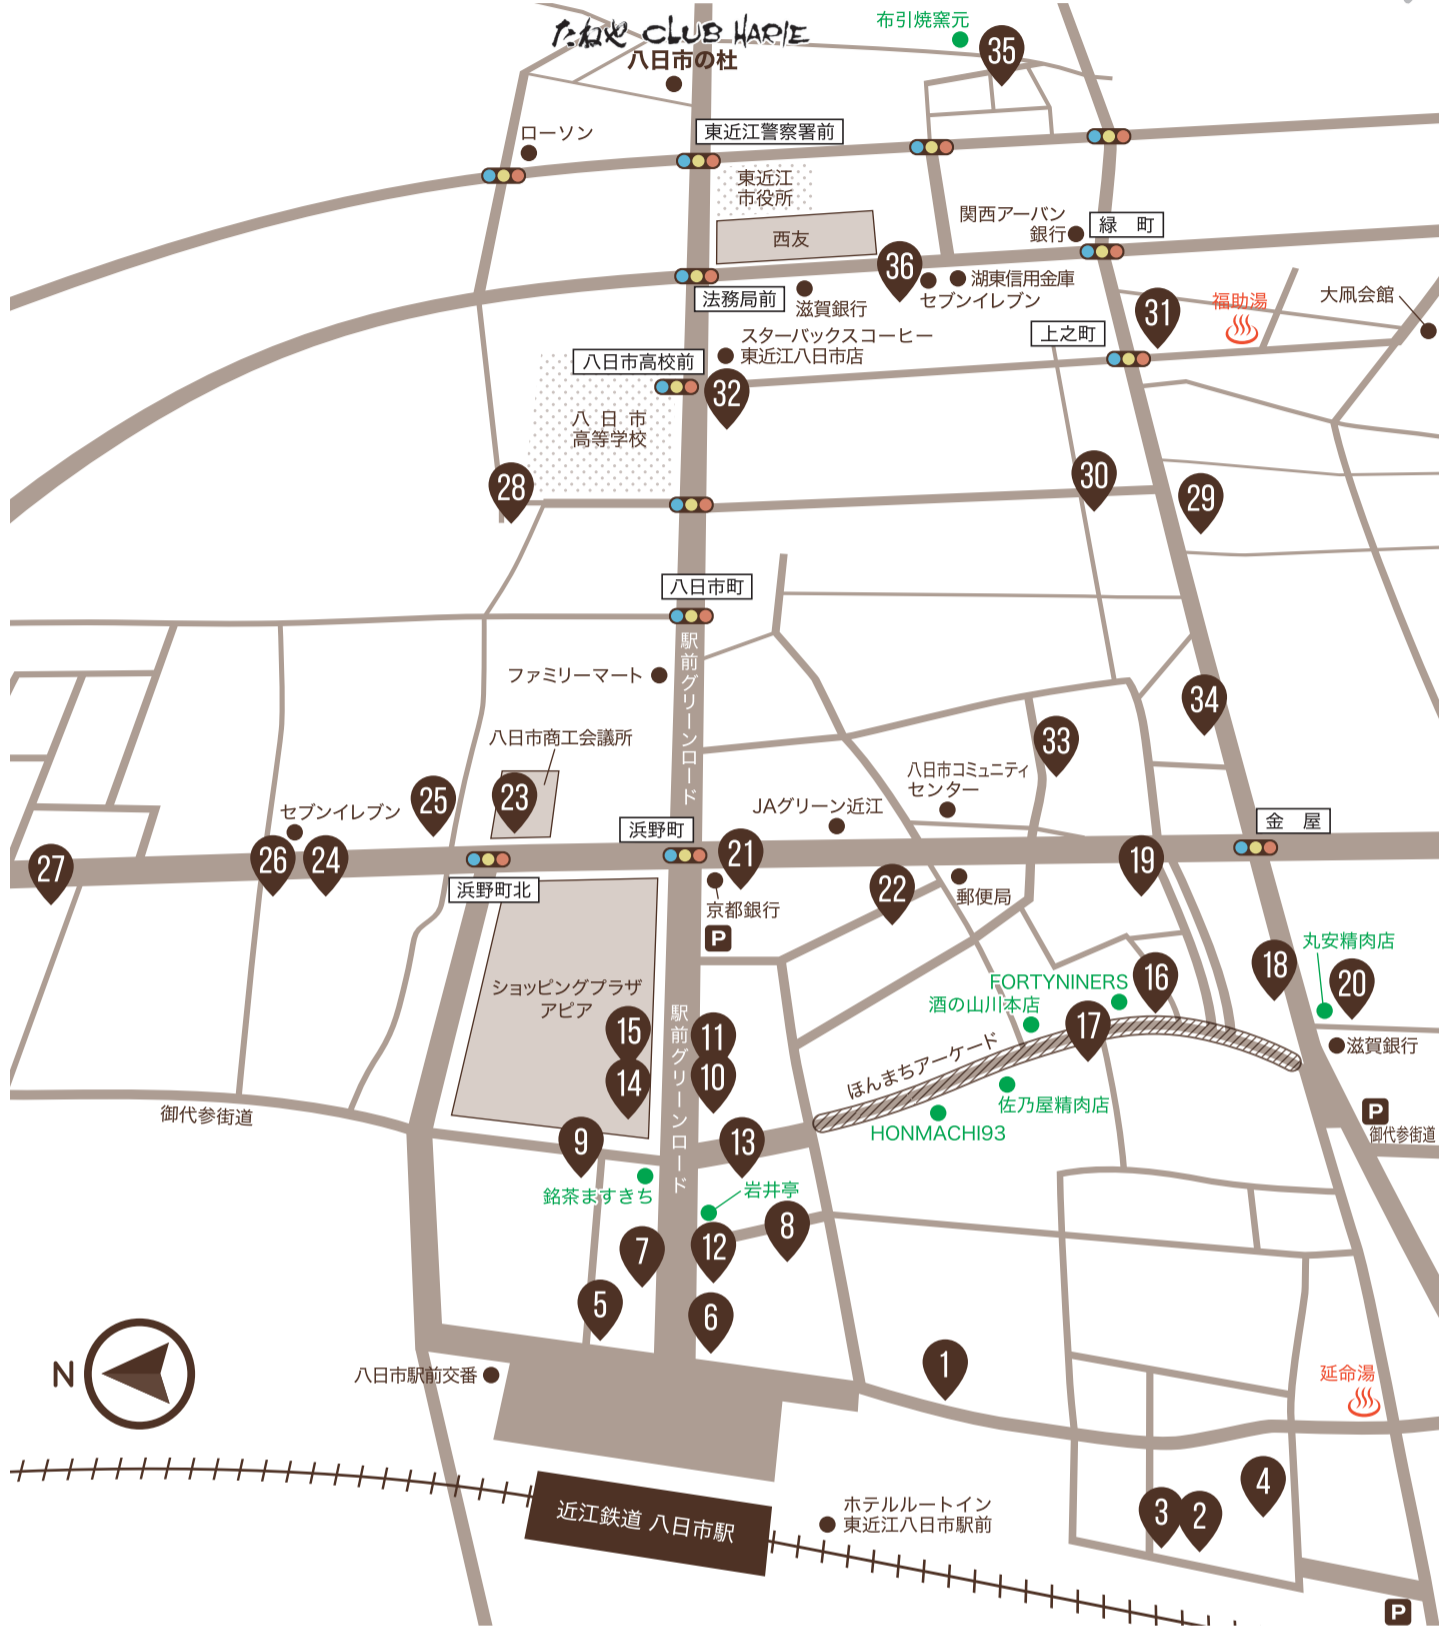 たねや CLUB HARIE
八日市の杜
布引焼窯元
35
ローソン
東近江警察署前
東近江
市役所
西友
関西アーバン
銀行
緑 町
36
湖東信用金庫
セブンイレブン
法務局前
滋賀銀行
31
福助湯
大凧会館
上之町
スターバックスコーヒー
東近江八日市店
八日市高校前
32
八日市
高等学校
28
30
29
八日市町
駅前グリーンロード
ファミリーマート
34
33
八日市商工会議所
23
25
八日市コミュニティ
センター
JAグリーン近江
セブンイレブン
浜野町
金 屋
27
26
24
21
19
22
浜野町北
京都銀行
P
郵便局
丸安精肉店
18
20
16
FORTYNINERS
酒の山川本店
17
ショッピングプラザ
アピア
15
14
駅前グリーンロード
11
10
ほんまちアーケード
滋賀銀行
佐乃屋精肉店
HONMACHI93
P
御代参街道
御代参街道
9
13
銘茶ますきち
岩井亭
8
7
12
5
6
N
八日市駅前交番
1
延命湯
4
3
2
近江鉄道 八日市駅
ホテルルートイン
東近江八日市駅前
P